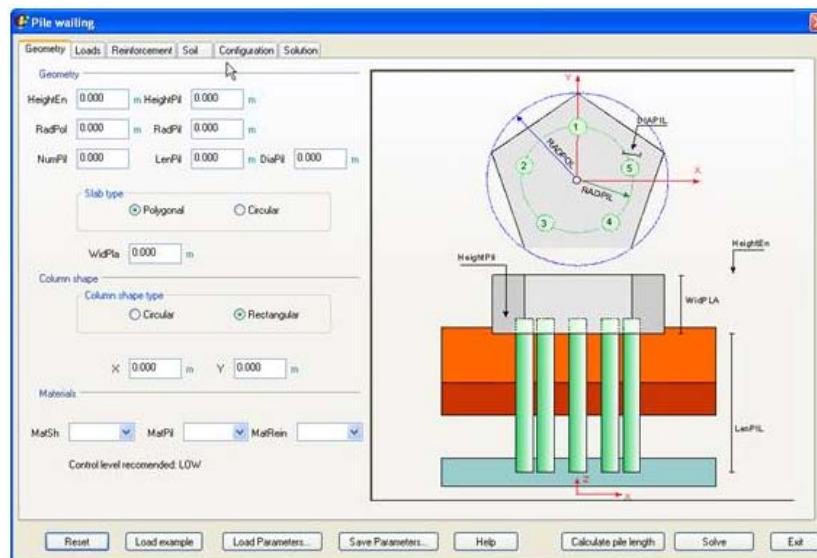 Pile wailing
Geometry Loads Reinforcement Soil Configuration Solution
Geometry
HeightEn 0.000 m HeightPil 0.000 m
RadPol 0.000 m RadPil 0.000 m
NumPil 0.000 LenPil 0.000 m DiaPil 0.000 m
Slab type
Polygonal Circular
WidPla 0.000 m
Column shape
Column shape type
Circular Rectangular
X 0.000 m Y 0.000 m
Materials
MatSh MatPil MatRein
Control level recomended: LOW
Y
DIAPIL
1
RADPOL
2
5
X
RADPIL
3
4
HeightEn
HeightPil
WidPLA
LenPIL
Z
X
Reset Load example Load Parameters... Save Parameters... Help Calculate pile length Solve Exit